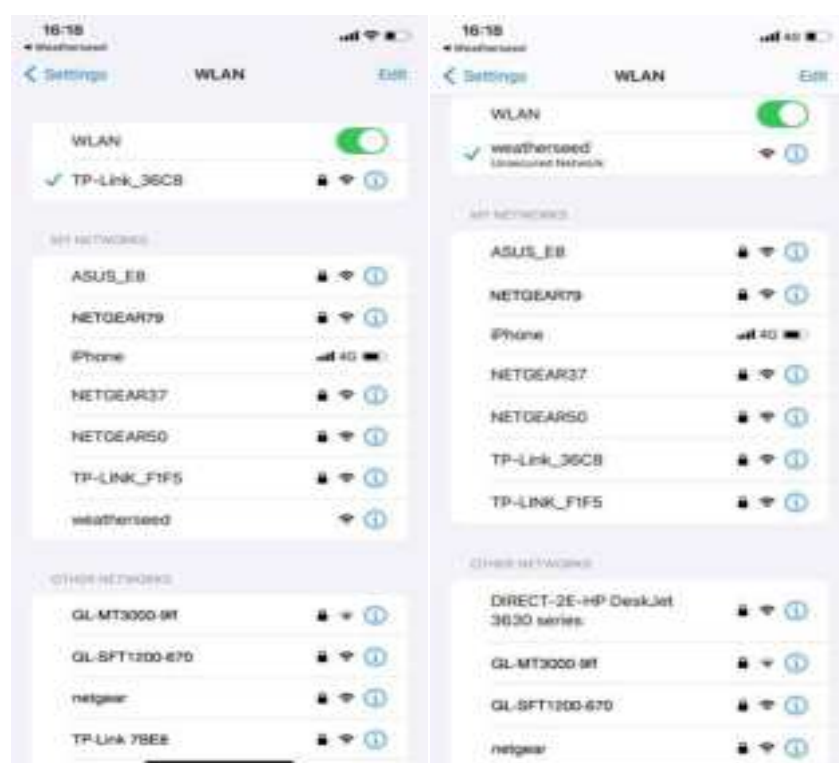 16:18
Weatherseed
Settings
WLAN
Edit
WLAN
TP-Link_36C8
MY NETWORKS
ASUS_E8
NETGEAR79
iPhone
4G
NETGEAR37
NETGEAR50
TP-LINK_F1F5
weatherseed
OTHER NETWORKS
GL-MT3000-9ff
GL-SFT1200-670
netgear
TP-Link 7BE8
16:18
Weatherseed
4G
Settings
WLAN
Edit
WLAN
weatherseed
Unsecured Network
MY NETWORKS
ASUS_E8
NETGEAR79
iPhone
4G
NETGEAR37
NETGEAR50
TP-Link_36C8
TP-LINK_F1F5
OTHER NETWORKS
DIRECT-2E-HP DeskJet
3630 series
GL-MT3000-9ff
GL-SFT1200-670
netgear